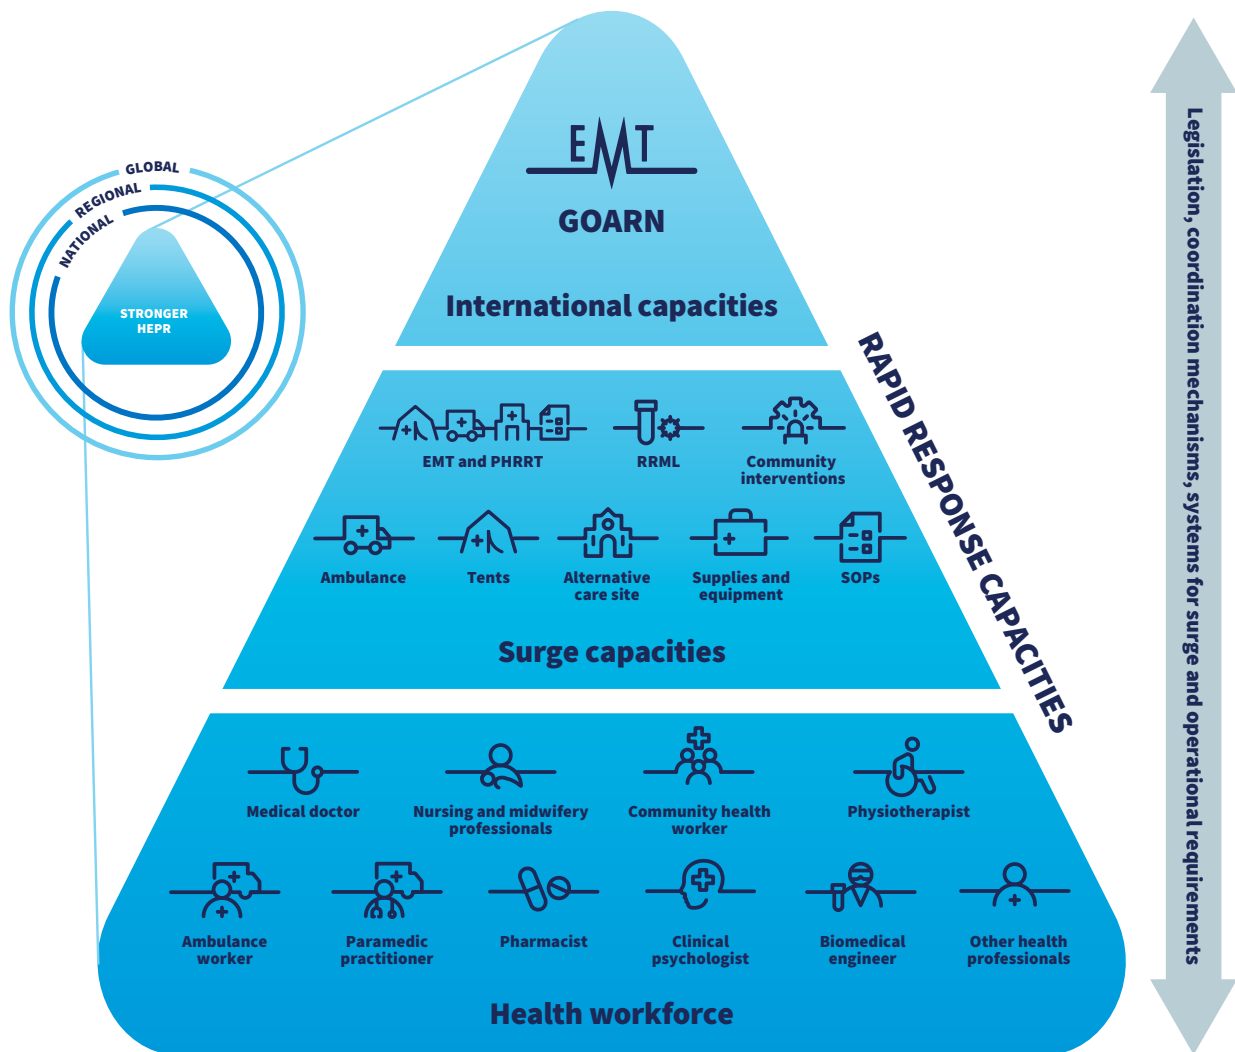 GLOBAL
REGIONAL
NATIONAL
STRONGER
HEPR
EMT
GOARN
International capacities
EMT and PHRRT
RRML
Community
interventions
Ambulance
Tents
Alternative
care site
Supplies and
equipment
SOPs
Surge capacities
Medical doctor
Nursing and midwifery
professionals
Community health
worker
Physiotherapist
Ambulance
worker
Paramedic
practitioner
Pharmacist
Clinical
psychologist
Biomedical
engineer
Other health
professionals
Health workforce
RAPID RESPONSE CAPACITIES
Legislation, coordination mechanisms, systems for surge and operational requirements